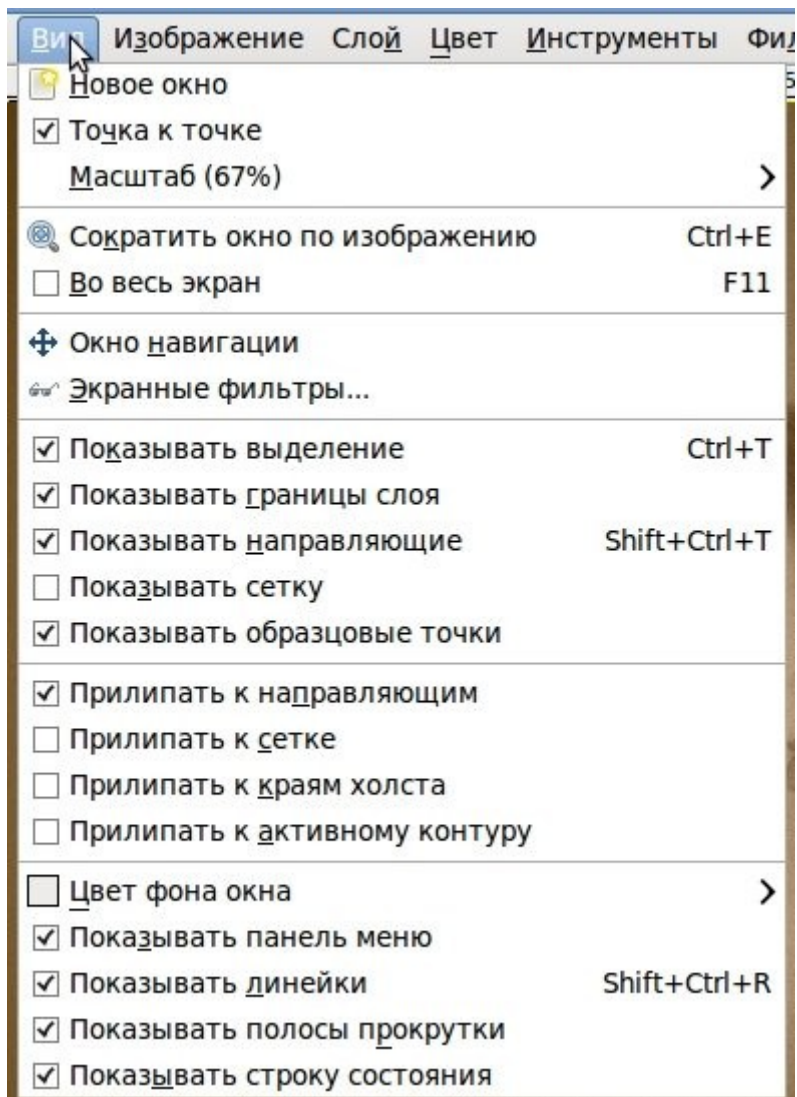 Вид Изображение Слой Цвет Инструменты Фил
Новое окно
Точка к точке
Масштаб (67%)
Сократить окно по изображению Ctrl+E
Во весь экран F11
Окно навигации
Экранные фильтры...
Показывать выделение Ctrl+T
Показывать границы слоя
Показывать направляющие Shift+Ctrl+T
Показывать сетку
Показывать образцовые точки
Прилипать к направляющим
Прилипать к сетке
Прилипать к краям холста
Прилипать к активному контуру
Цвет фона окна
Показывать панель меню
Показывать линейки Shift+Ctrl+R
Показывать полосы прокрутки
Показывать строку состояния